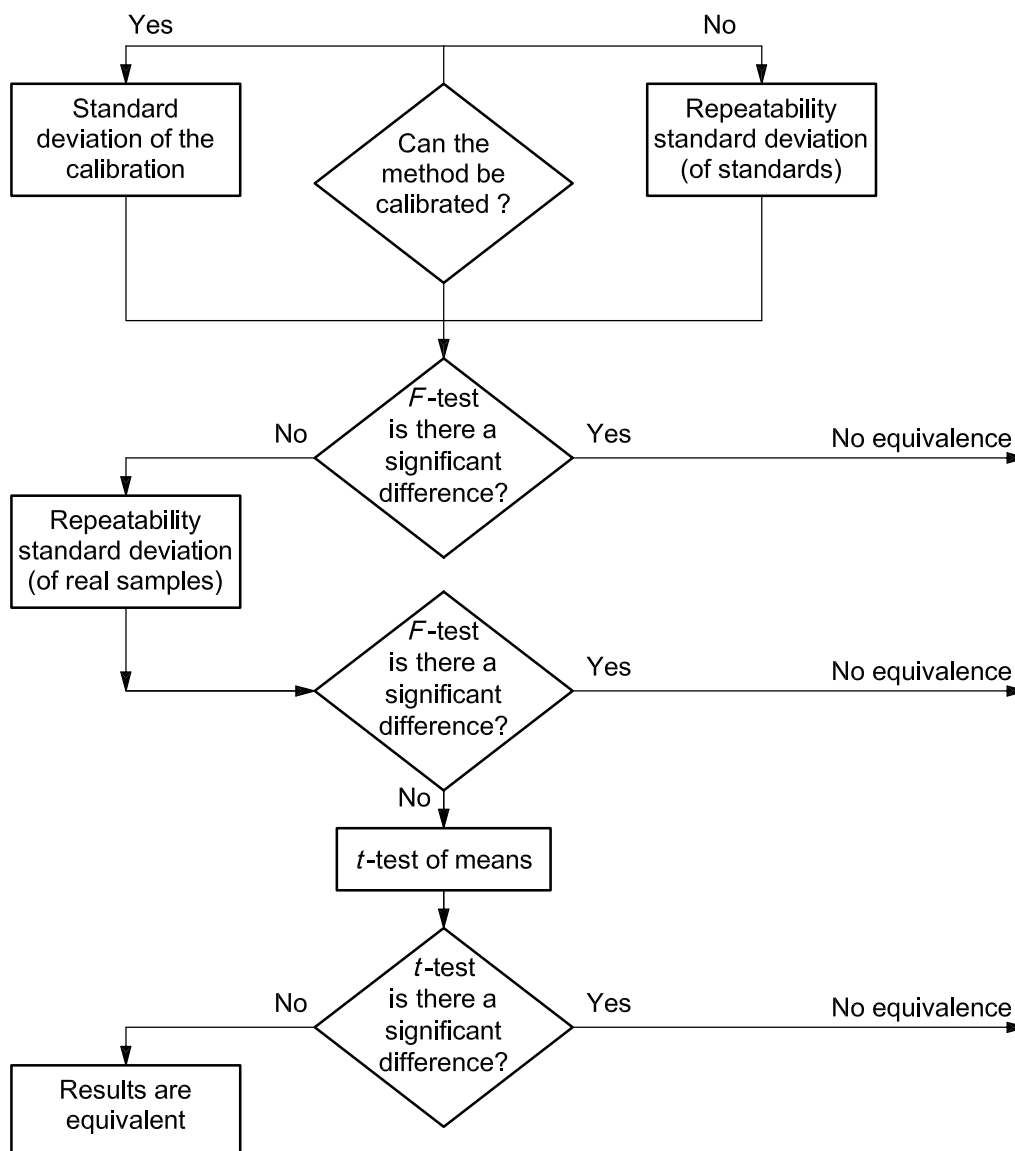 Yes
No
Standard
deviation of the
calibration
Can the
method be
calibrated ?
Repeatability
standard deviation
(of standards)
F-test
is there a
significant
difference?
No
Yes
No equivalence
Repeatability
standard deviation
(of real samples)
F-test
is there a
significant
difference?
Yes
No equivalence
No
t-test of means
t-test
is there a
significant
difference?
No
Yes
No equivalence
Results are
equivalent